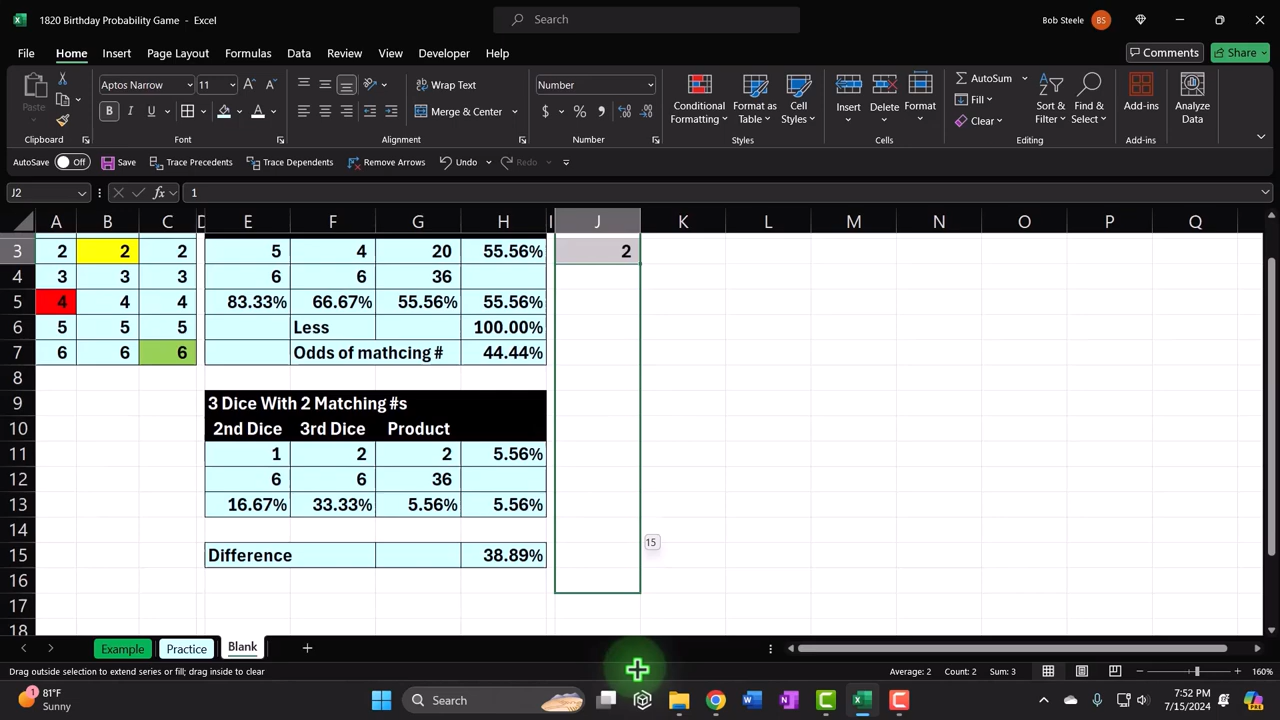 1820 Birthday Probability Game - Excel
Search
Bob Steele BS
File Home Insert Page Layout Formulas Data Review View Developer Help
Comments Share
Paste
Aptos Narrow 11
Wrap Text
Merge & Center
Number
Conditional Formatting
Format as Table
Cell Styles
Insert Delete Format
AutoSum
Fill
Clear
Sort & Filter
Find & Select
Add-ins
Analyze Data
Clipboard Font Alignment Number Styles Cells Editing Add-ins
AutoSave Off Save Trace Precedents Trace Dependents Remove Arrows Undo Redo
J2 fx 1
A B C D E F G H I J K L M N O P Q
3 2 2 2 5 4 20 55.56% 2
4 3 3 3 6 6 36
5 4 4 4 83.33% 66.67% 55.56% 55.56%
6 5 5 5 Less 100.00%
7 6 6 6 Odds of mathcing # 44.44%
8
9 3 Dice With 2 Matching #s
10 2nd Dice 3rd Dice Product
11 1 2 2 5.56%
12 6 6 36
13 16.67% 33.33% 5.56% 5.56%
14 15
15 Difference 38.89%
16
17
18
Example Practice Blank +
Drag outside selection to extend series or fill; drag inside to clear Average: 2 Count: 2 Sum: 3 160%
1 81°F
Sunny
Search
7:52 PM
7/15/2024